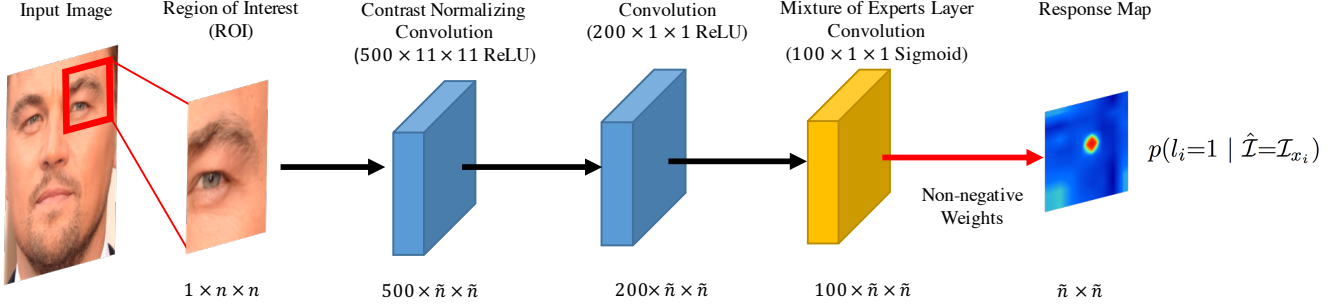 Input Image
Region of Interest
(ROI)
Contrast Normalizing
Convolution
(500 × 11 × 11 ReLU)
Convolution
(200 × 1 × 1 ReLU)
Mixture of Experts Layer
Convolution
(100 × 1 × 1 Sigmoid)
Response Map
p(l_i=1 | Î=I_{x_i})
Non-negative
Weights
1 × n × n
500 × ñ × ñ
200 × ñ × ñ
100 × ñ × ñ
ñ × ñ